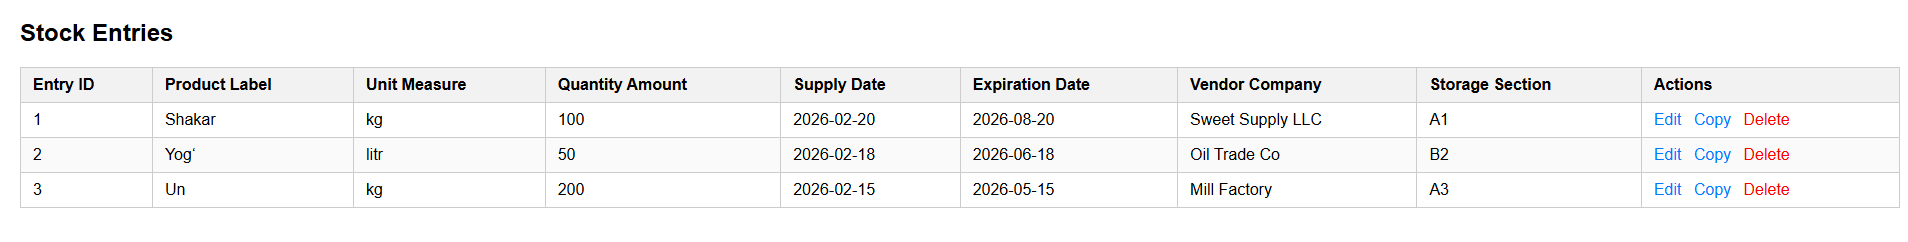 Stock Entries
Entry ID Product Label Unit Measure Quantity Amount Supply Date Expiration Date Vendor Company Storage Section Actions
1 Shakar kg 100 2026-02-20 2026-08-20 Sweet Supply LLC A1 Edit Copy Delete
2 Yog‘ litr 50 2026-02-18 2026-06-18 Oil Trade Co B2 Edit Copy Delete
3 Un kg 200 2026-02-15 2026-05-15 Mill Factory A3 Edit Copy Delete